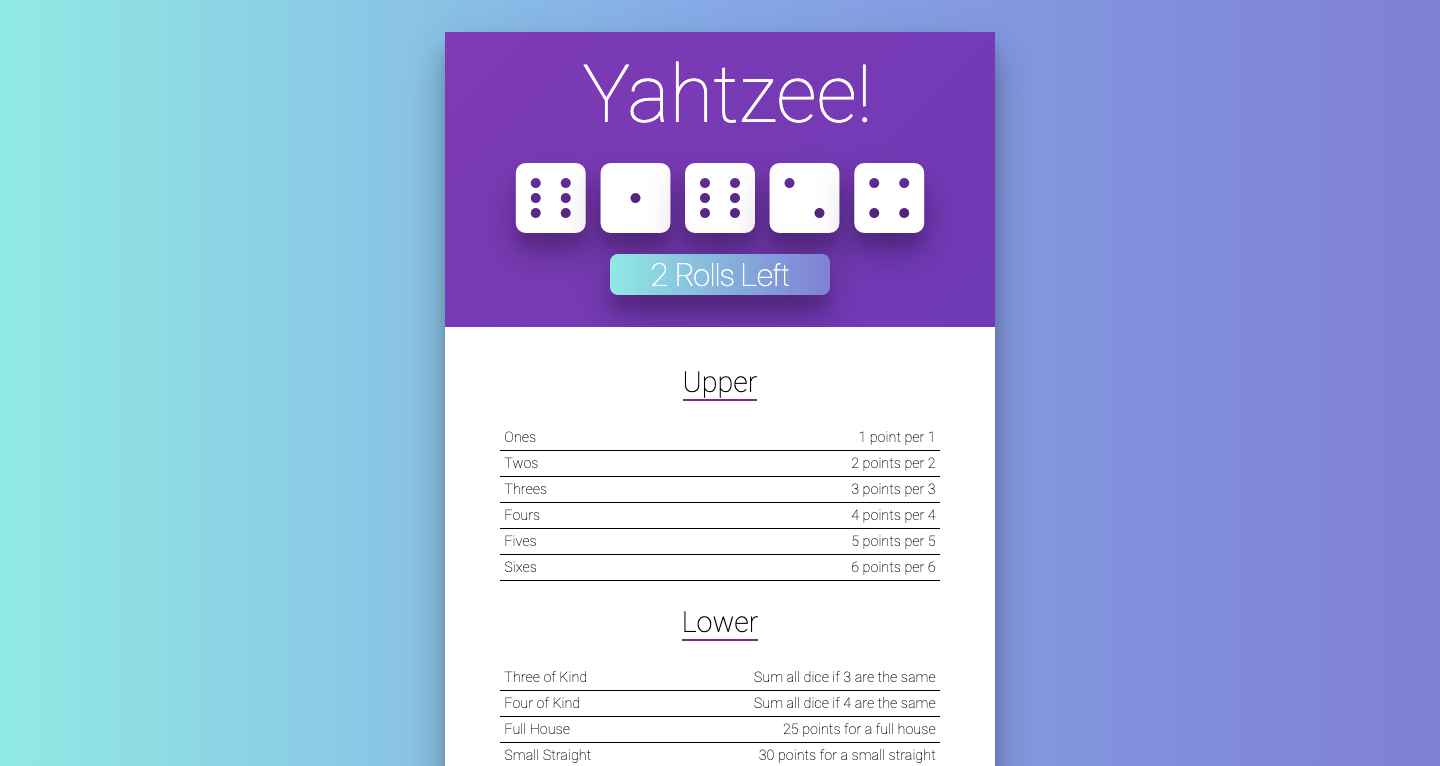 Yahtzee!
2 Rolls Left
Upper
Ones 1 point per 1
Twos 2 points per 2
Threes 3 points per 3
Fours 4 points per 4
Fives 5 points per 5
Sixes 6 points per 6
Lower
Three of Kind Sum all dice if 3 are the same
Four of Kind Sum all dice if 4 are the same
Full House 25 points for a full house
Small Straight 30 points for a small straight